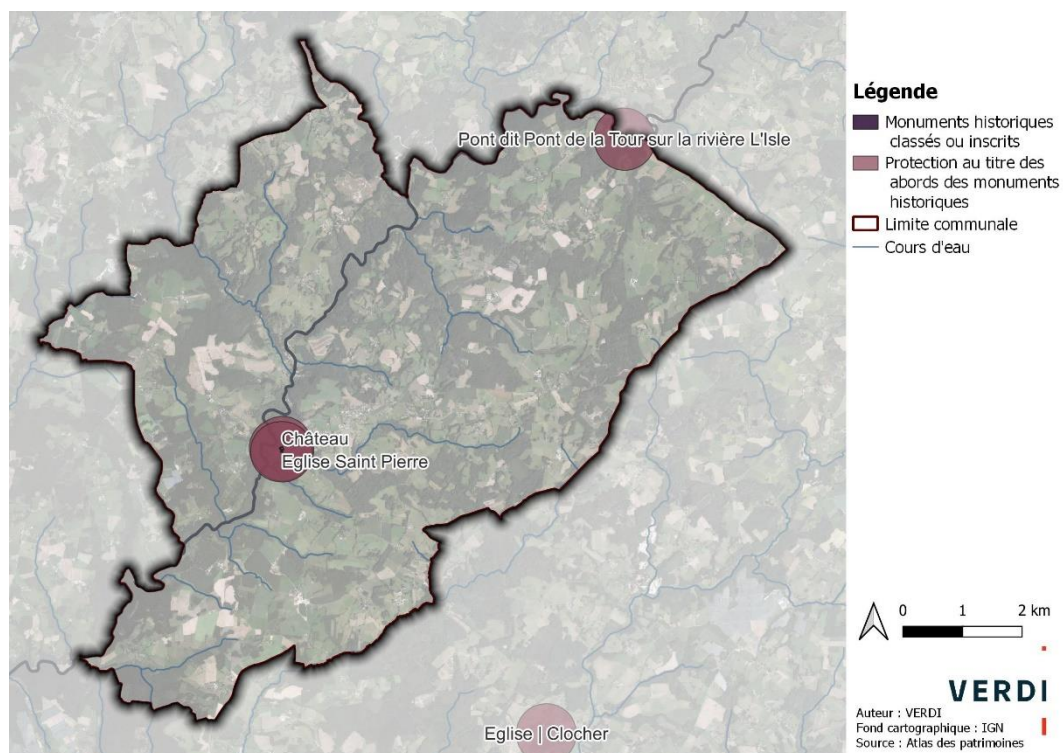 Pont dit Pont de la Tour sur la rivière L'Isle
Château
Eglise Saint Pierre
Eglise | Clocher
Légende
Monuments historiques
classés ou inscrits
Protection au titre des
abords des monuments
historiques
Limite communale
Cours d'eau
0 1 2 km
VERDI
Auteur : VERDI
Fond cartographique : IGN
Source : Atlas des patrimoines